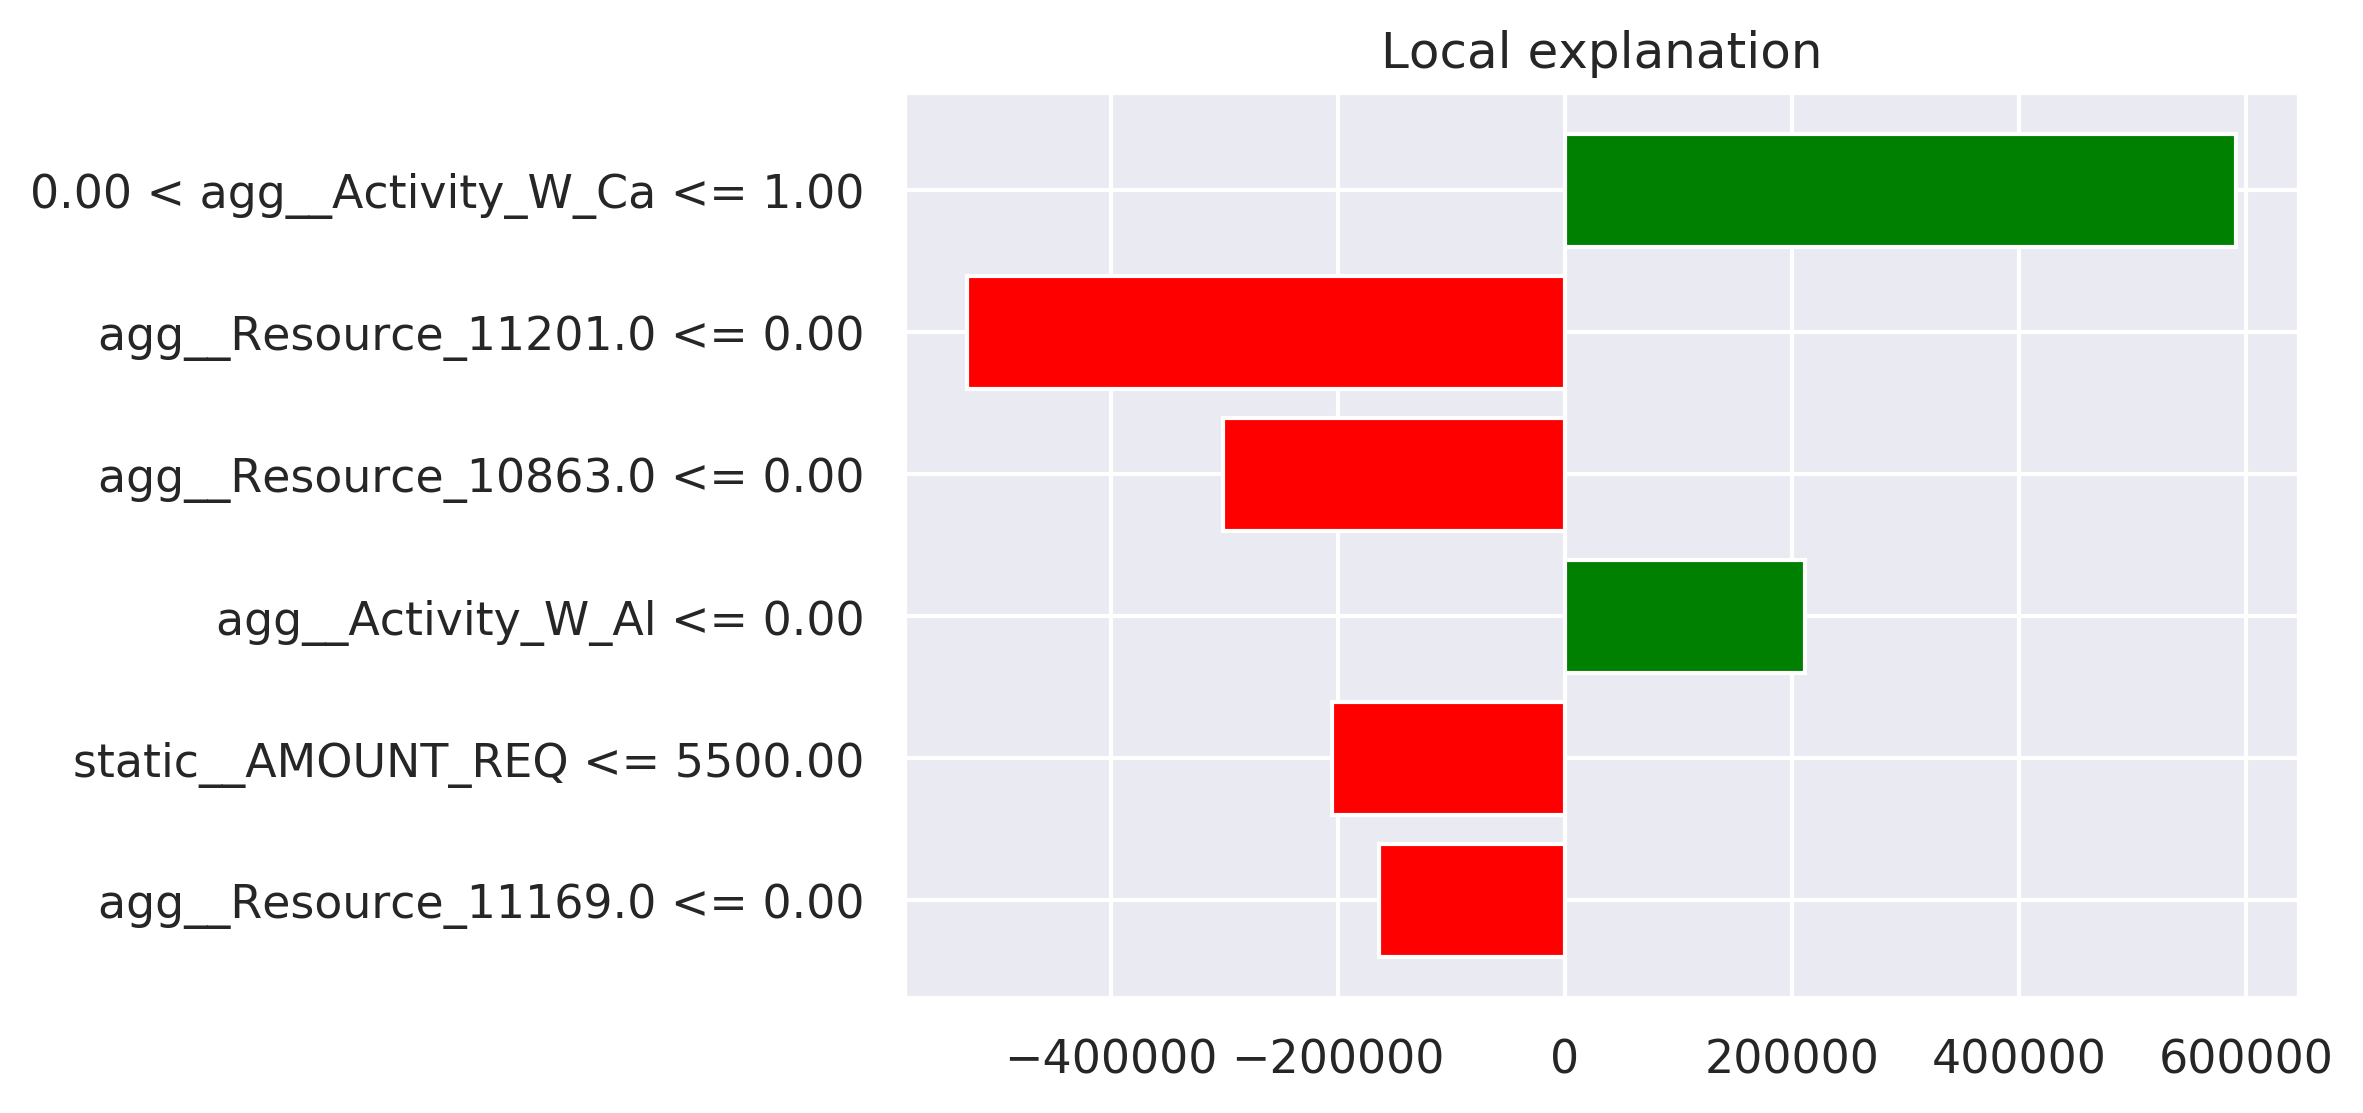 Local explanation
0.00 < agg__Activity_W_Ca <= 1.00
agg__Resource_11201.0 <= 0.00
agg__Resource_10863.0 <= 0.00
agg__Activity_W_Al <= 0.00
static__AMOUNT_REQ <= 5500.00
agg__Resource_11169.0 <= 0.00
−400000 −200000 0 200000 400000 600000